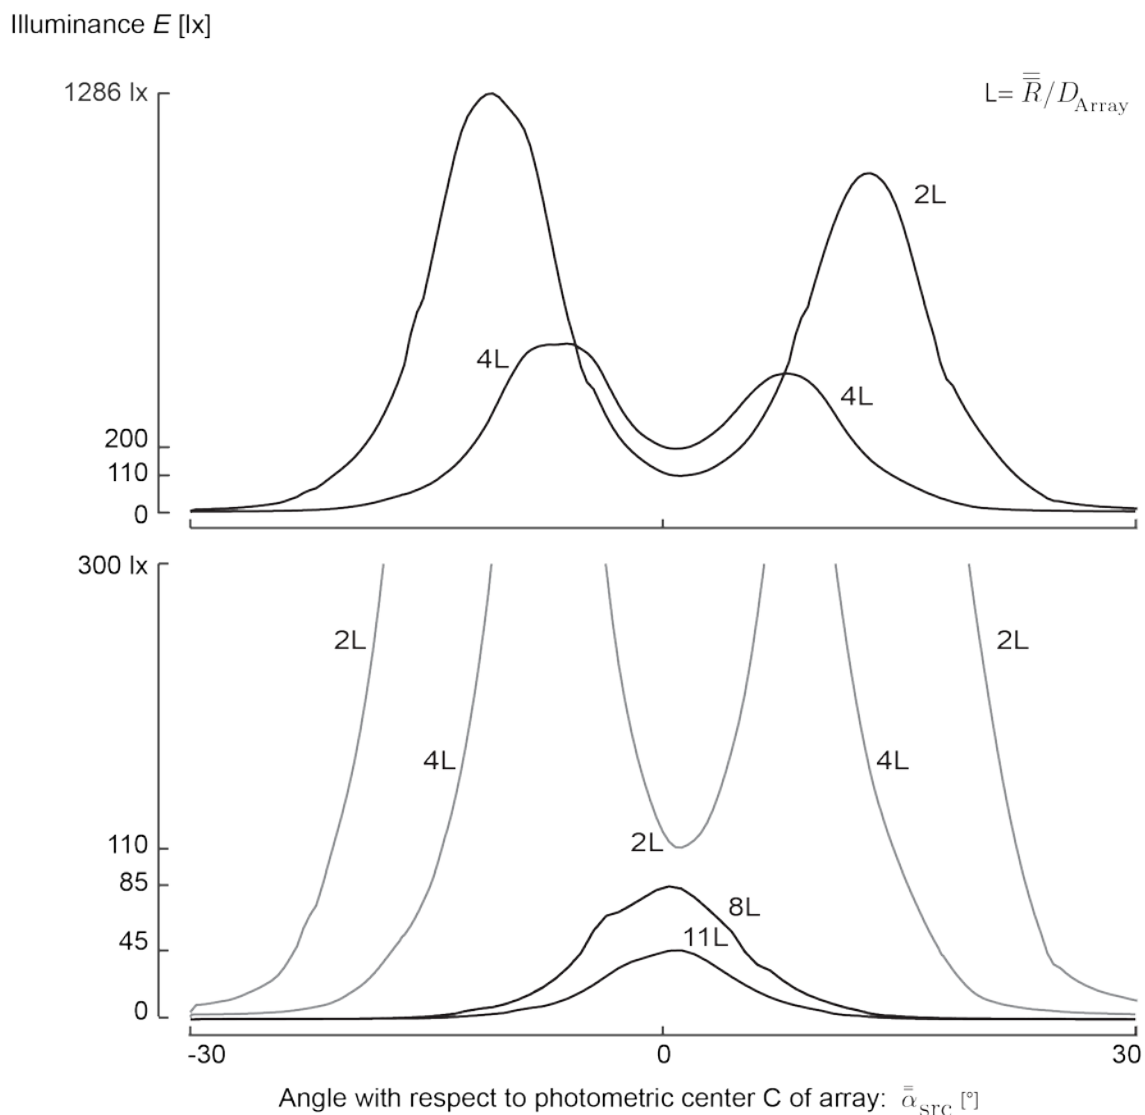 Illuminance E [lx]
1286 lx
L= R̿/D_Array
2L
4L
4L
200
110
0
300 lx
2L
2L
4L
4L
110
2L
85
8L
11L
45
0
-30
0
30
Angle with respect to photometric center C of array: α̿_src [°]